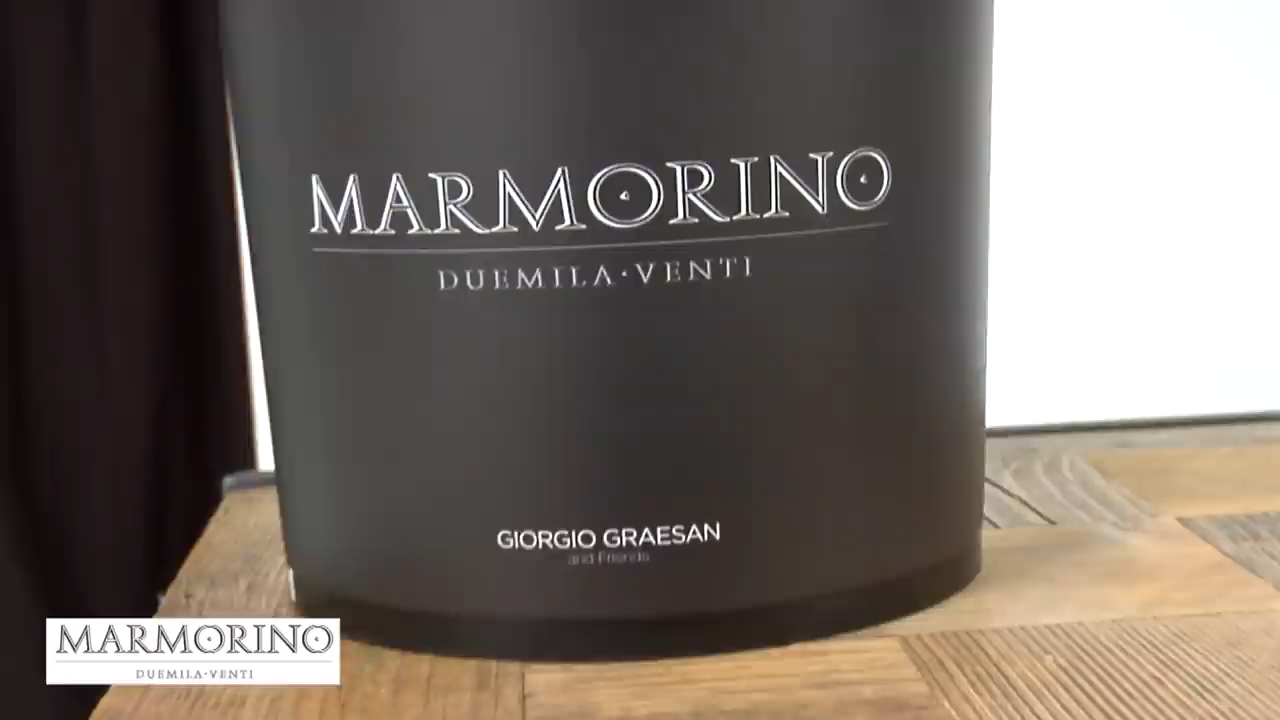 MARMORINO
DUEMILA·VENTI
GIORGIO GRAESAN
and Friends
MARMORINO
DUEMILA·VENTI